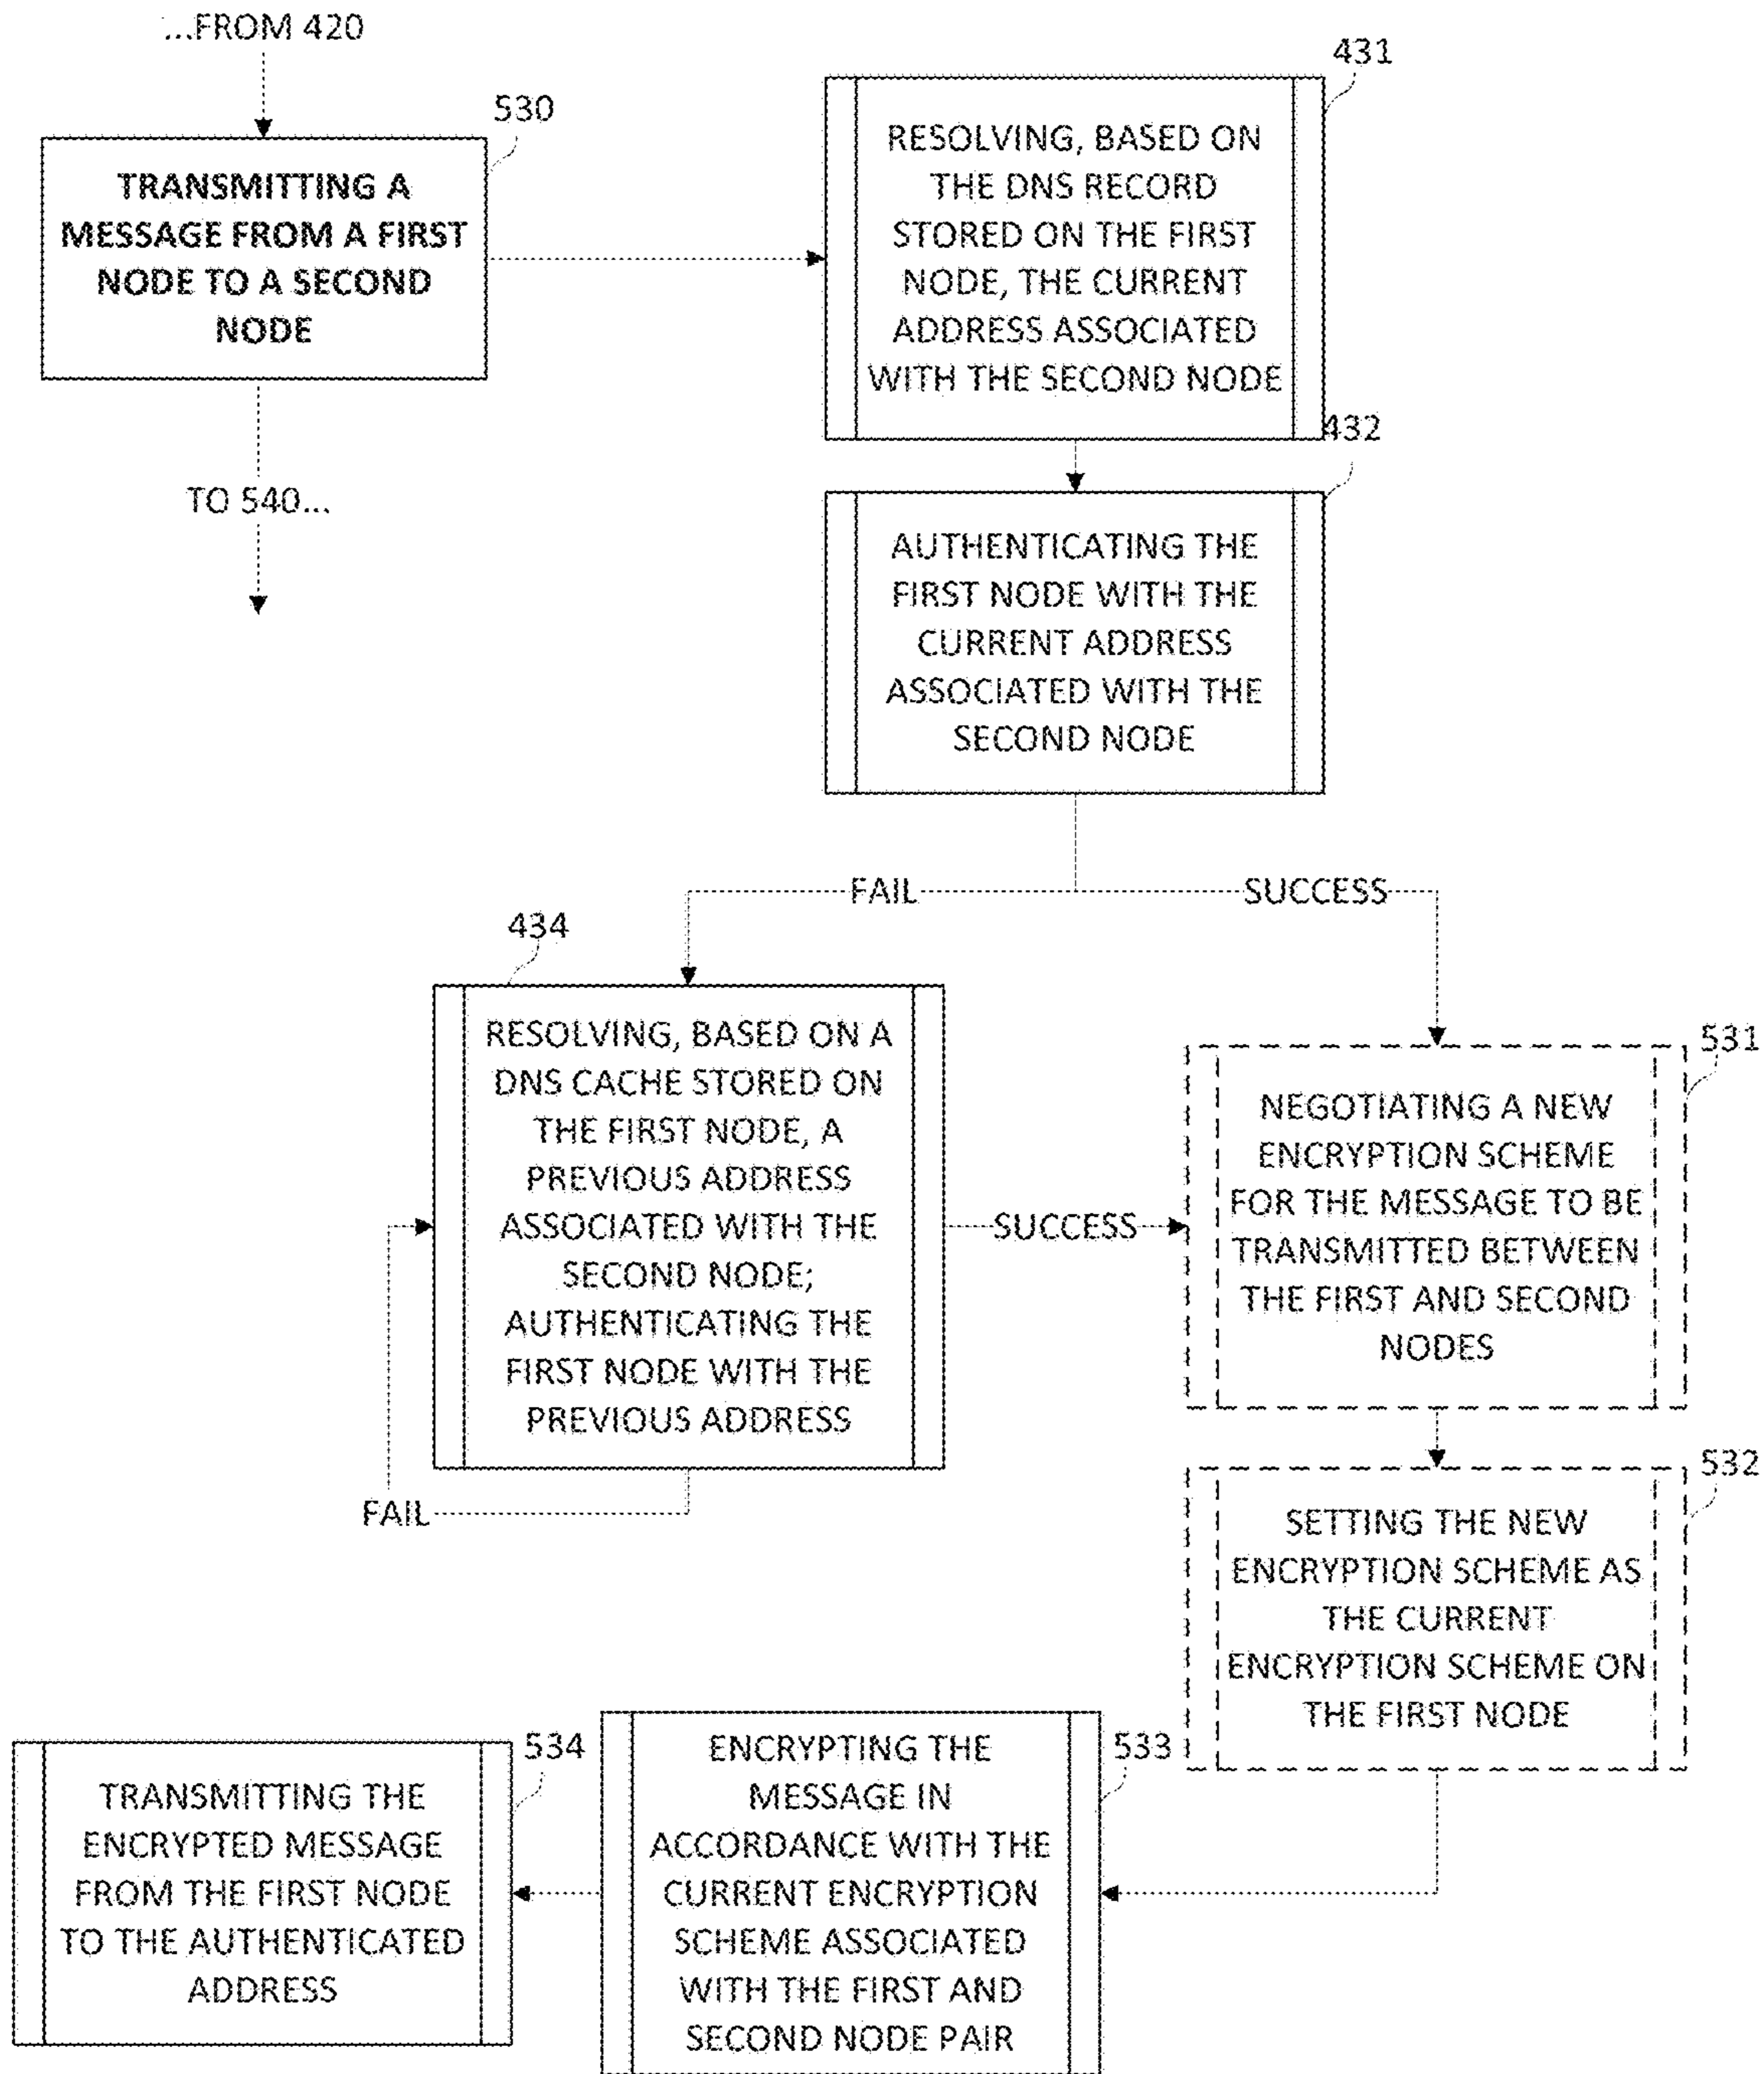 ...FROM 420
530
TRANSMITTING A
MESSAGE FROM A FIRST
NODE TO A SECOND
NODE
TO 540...
431
RESOLVING, BASED ON
THE DNS RECORD
STORED ON THE FIRST
NODE, THE CURRENT
ADDRESS ASSOCIATED
WITH THE SECOND NODE
432
AUTHENTICATING THE
FIRST NODE WITH THE
CURRENT ADDRESS
ASSOCIATED WITH THE
SECOND NODE
FAIL
SUCCESS
434
RESOLVING, BASED ON A
DNS CACHE STORED ON
THE FIRST NODE, A
PREVIOUS ADDRESS
ASSOCIATED WITH THE
SECOND NODE;
AUTHENTICATING THE
FIRST NODE WITH THE
PREVIOUS ADDRESS
FAIL
SUCCESS
531
NEGOTIATING A NEW
ENCRYPTION SCHEME
FOR THE MESSAGE TO BE
TRANSMITTED BETWEEN
THE FIRST AND SECOND
NODES
532
SETTING THE NEW
ENCRYPTION SCHEME AS
THE CURRENT
ENCRYPTION SCHEME ON
THE FIRST NODE
533
ENCRYPTING THE
MESSAGE IN
ACCORDANCE WITH THE
CURRENT ENCRYPTION
SCHEME ASSOCIATED
WITH THE FIRST AND
SECOND NODE PAIR
534
TRANSMITTING THE
ENCRYPTED MESSAGE
FROM THE FIRST NODE
TO THE AUTHENTICATED
ADDRESS